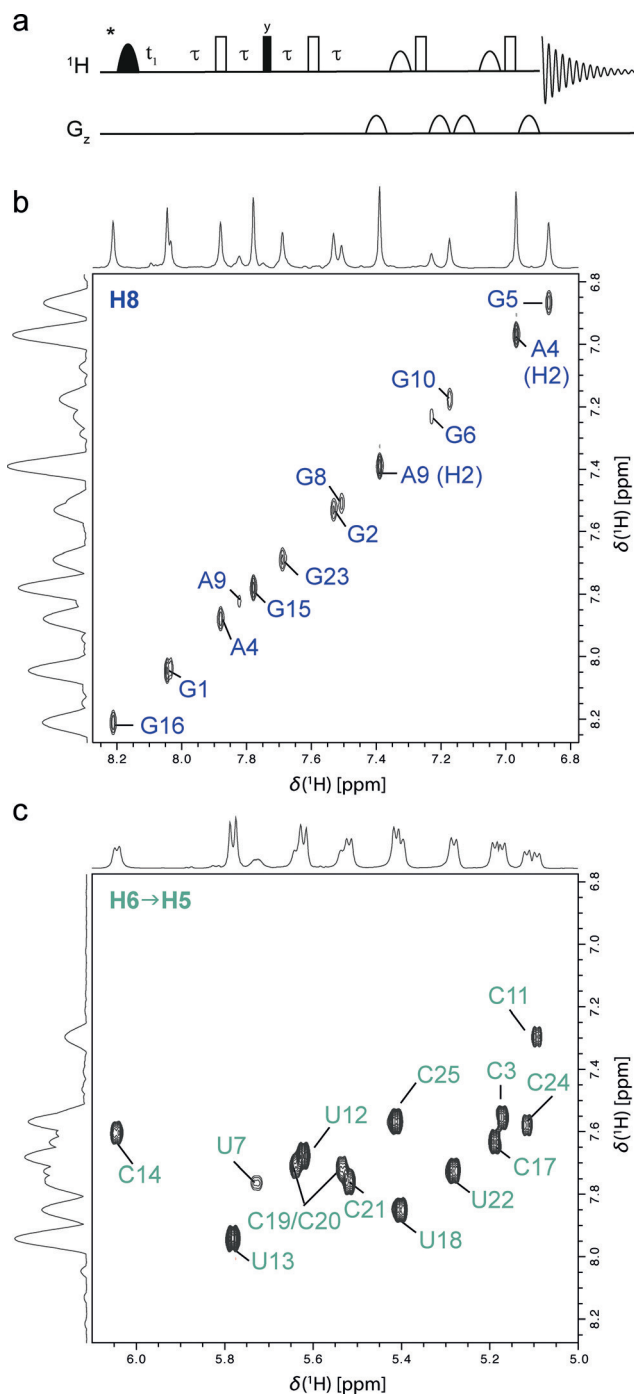 a
* y
¹H t₁ τ τ τ τ
G_z
b
H8
G5
A4
(H2)
G10
G6
A9 (H2)
G8
G2
G23
A9
G15
A4
G1
G16
6.8
7.0
7.2
7.4
7.6
7.8
8.0
8.2
δ(¹H) [ppm]
8.2 8.0 7.8 7.6 7.4 7.2 7.0 6.8
δ(¹H) [ppm]
c
H6→H5
C11
C3
C24
C25
U12
U7
C14
C17
U22
C19/C20
C21
U18
U13
6.8
7.0
7.2
7.4
7.6
7.8
8.0
8.2
δ(¹H) [ppm]
6.0 5.8 5.6 5.4 5.2 5.0
δ(¹H) [ppm]